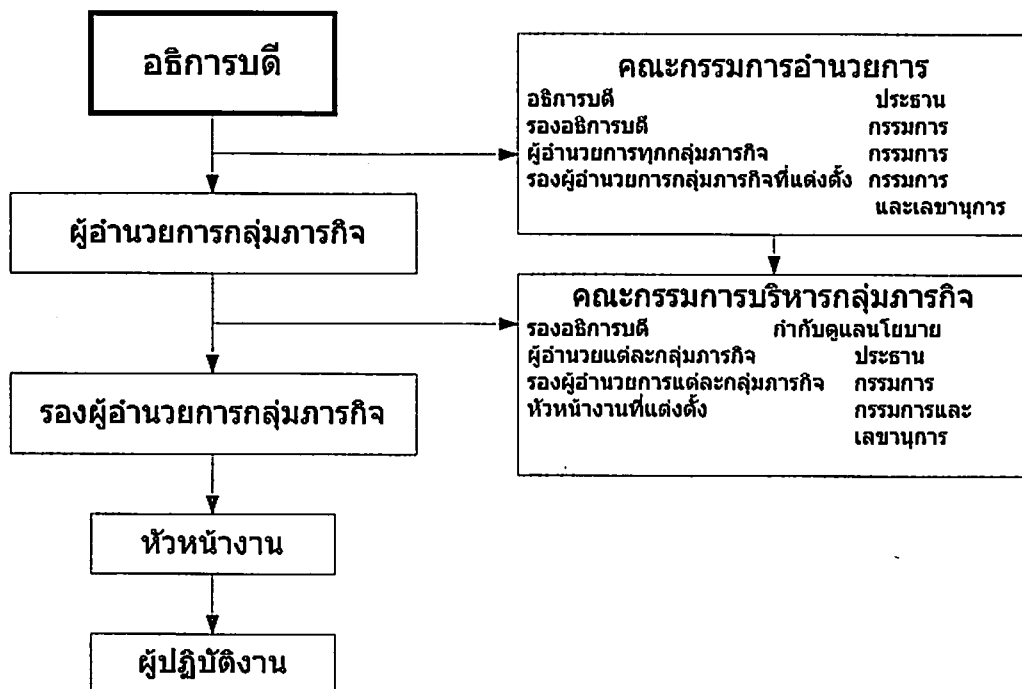 อธิการบดี
คณะกรรมการอำนวยการ
อธิการบดี ประธาน
รองอธิการบดี กรรมการ
ผู้อำนวยการทุกกลุ่มภารกิจ กรรมการ
รองผู้อำนวยการกลุ่มภารกิจที่แต่งตั้ง กรรมการ
และเลขานุการ
ผู้อำนวยการกลุ่มภารกิจ
คณะกรรมการบริหารกลุ่มภารกิจ
รองอธิการบดี กำกับดูแลนโยบาย
ผู้อำนวยแต่ละกลุ่มภารกิจ ประธาน
รองผู้อำนวยการแต่ละกลุ่มภารกิจ กรรมการ
หัวหน้างานที่แต่งตั้ง กรรมการและ
เลขานุการ
รองผู้อำนวยการกลุ่มภารกิจ
หัวหน้างาน
ผู้ปฏิบัติงาน